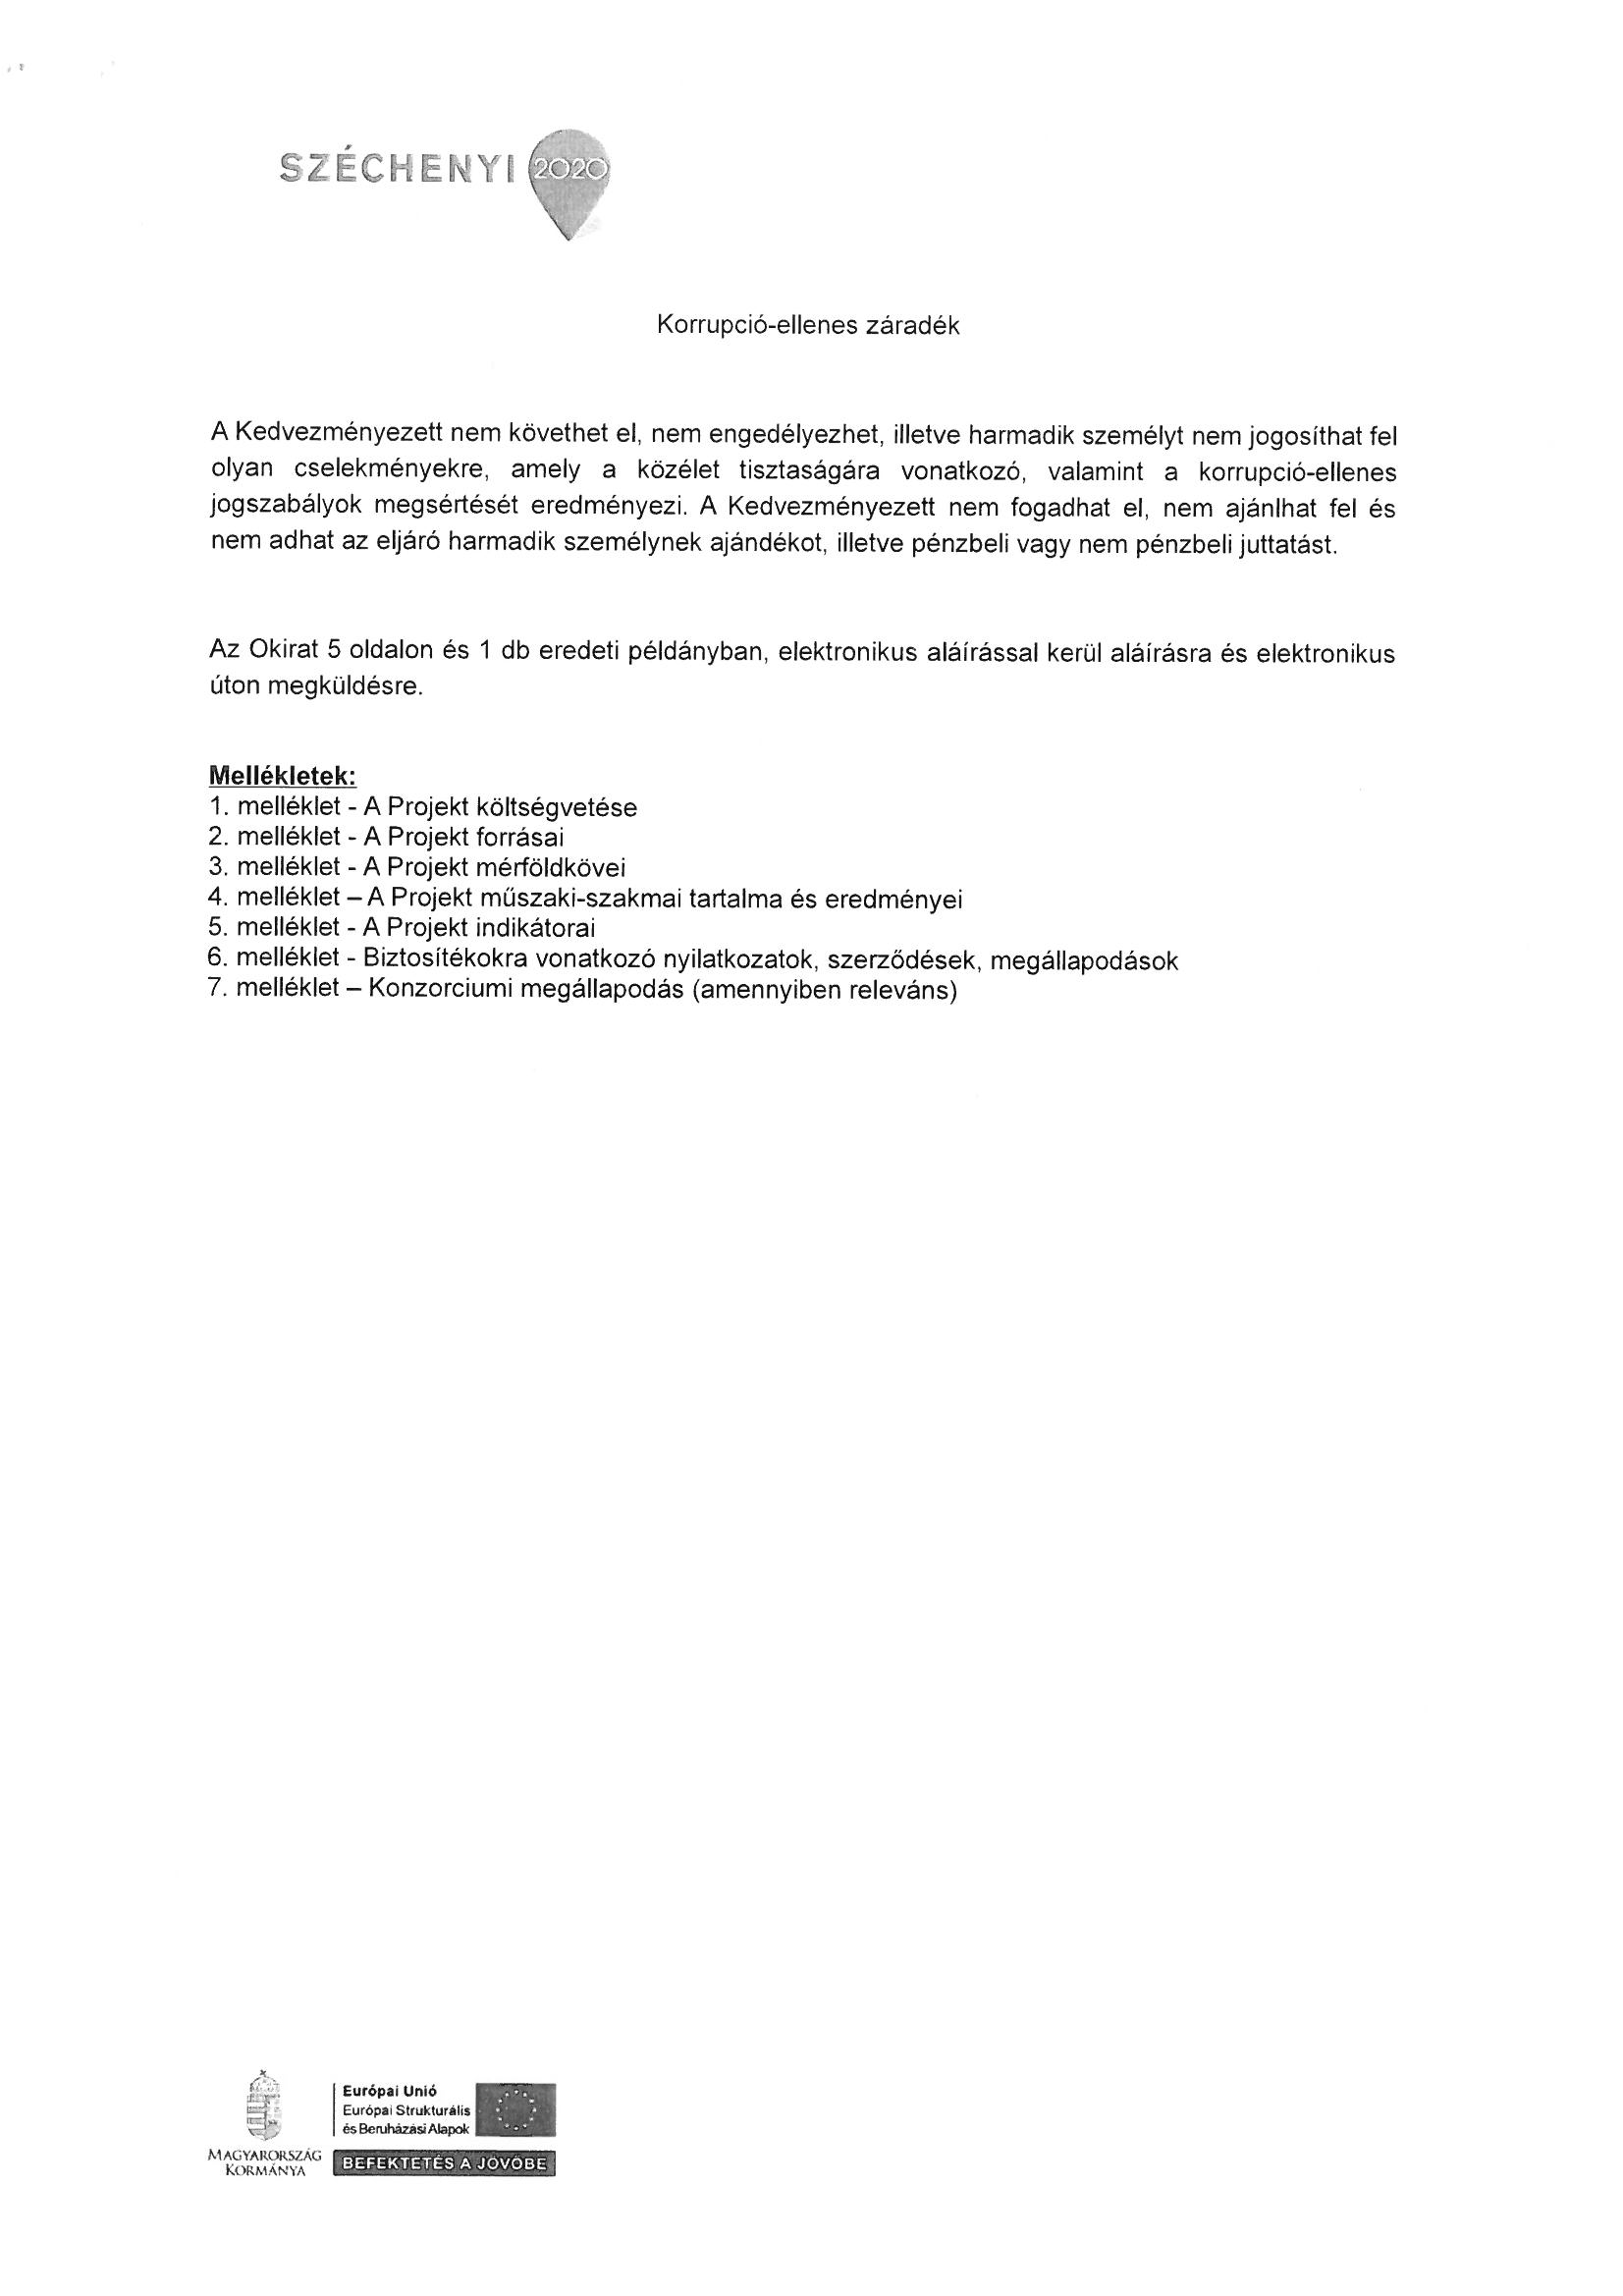 SZÉCHENYI 2020
Korrupció-ellenes záradék
A Kedvezményezett nem követhet el, nem engedélyezhet, illetve harmadik személyt nem jogosíthat fel
olyan cselekményekre, amely a közélet tisztaságára vonatkozó, valamint a korrupció-ellenes
jogszabályok megsértését eredményezi. A Kedvezményezett nem fogadhat el, nem ajánlhat fel és
nem adhat az eljáró harmadik személynek ajándékot, illetve pénzbeli vagy nem pénzbeli juttatást.
Az Okirat 5 oldalon és 1 db eredeti példányban, elektronikus aláírással kerül aláírásra és elektronikus
úton megküldésre.
Mellékletek:
1. melléklet - A Projekt költségvetése
2. melléklet - A Projekt forrásai
3. melléklet - A Projekt mérföldkövei
4. melléklet – A Projekt műszaki-szakmai tartalma és eredményei
5. melléklet - A Projekt indikátorai
6. melléklet - Biztosítékokra vonatkozó nyilatkozatok, szerződések, megállapodások
7. melléklet – Konzorciumi megállapodás (amennyiben releváns)
MAGYARORSZÁG
KORMÁNYA
Európai Unió
Európai Strukturális
és Beruházási Alapok
BEFEKTETÉS A JÖVŐBE